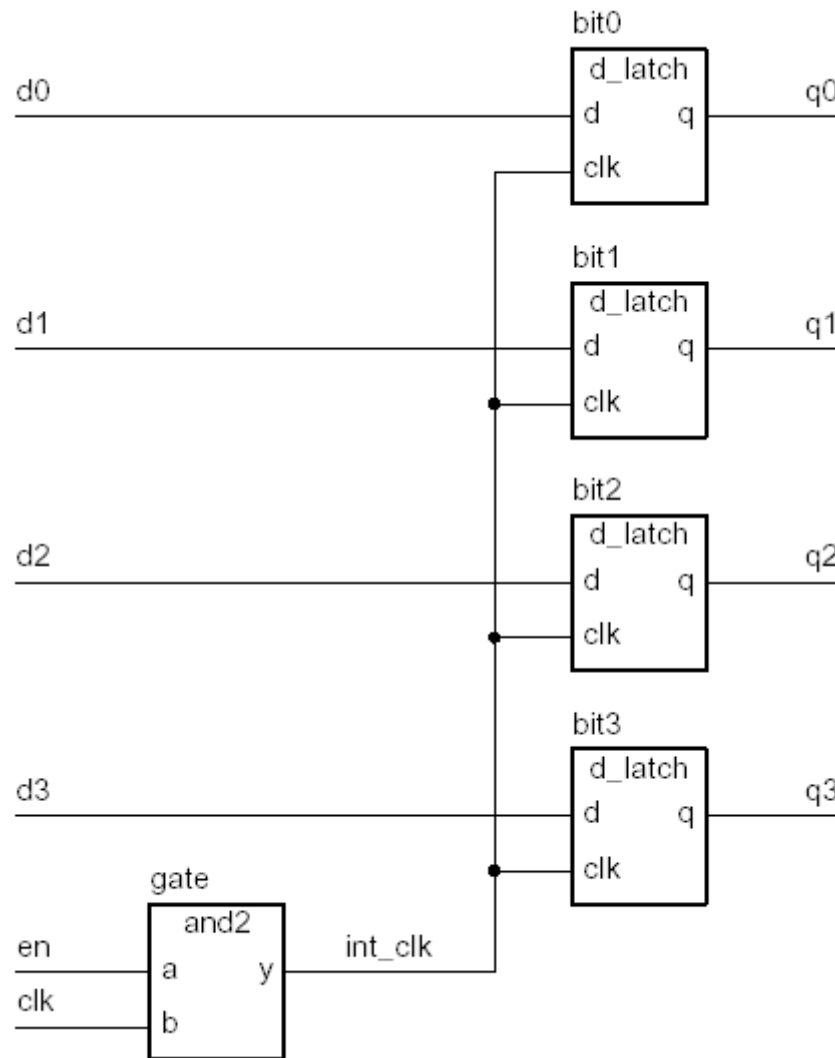 bit0
d_latch
d0 d q q0
clk
bit1
d_latch
d1 d q q1
clk
bit2
d_latch
d2 d q q2
clk
bit3
d_latch
d3 d q q3
clk
gate
and2
en a y int_clk
clk b